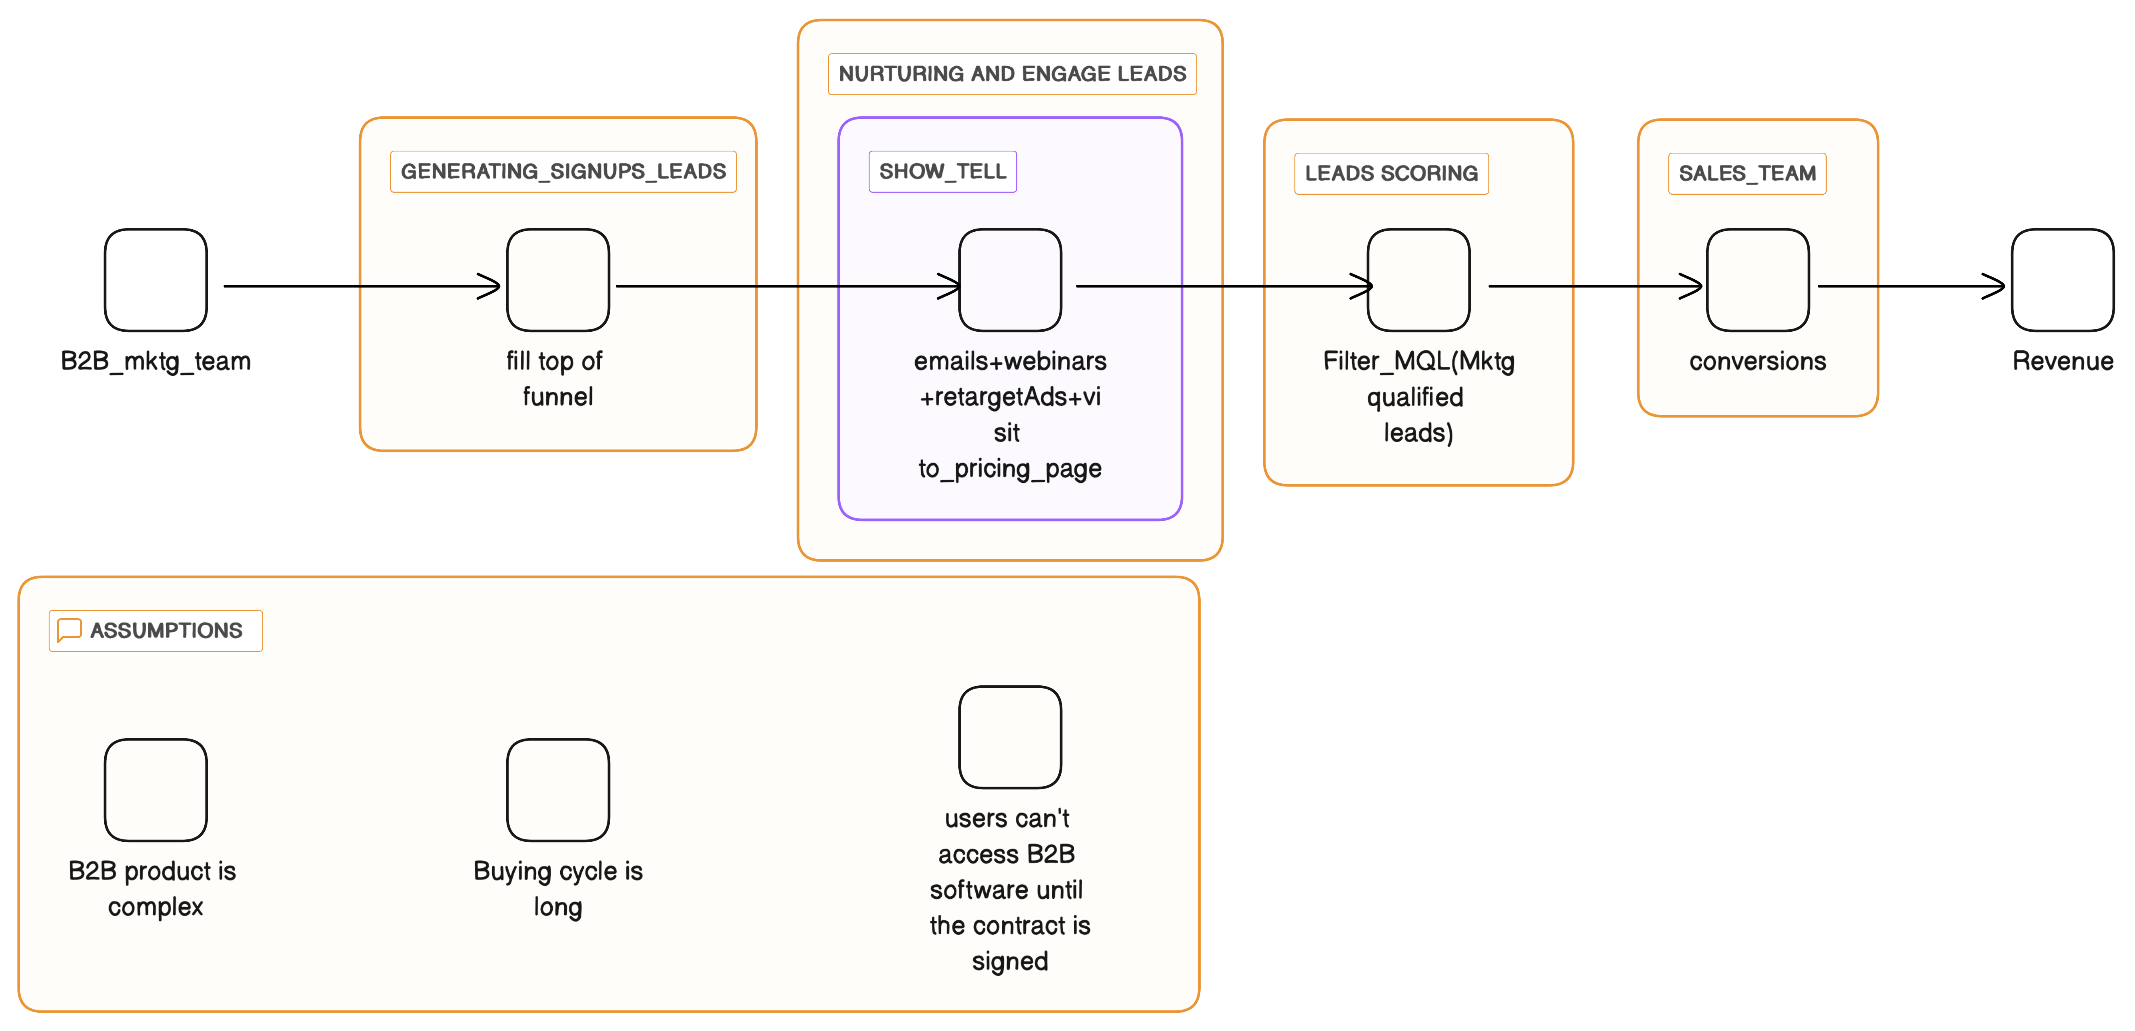 NURTURING AND ENGAGE LEADS
GENERATING_SIGNUPS_LEADS
SHOW_TELL
LEADS SCORING
SALES_TEAM
B2B_mktg_team
fill top of
funnel
emails+webinars
+retargetAds+vi
sit
to_pricing_page
Filter_MQL(Mktg
qualified
leads)
conversions
Revenue
ASSUMPTIONS
B2B product is
complex
Buying cycle is
long
users can't
access B2B
software until
the contract is
signed